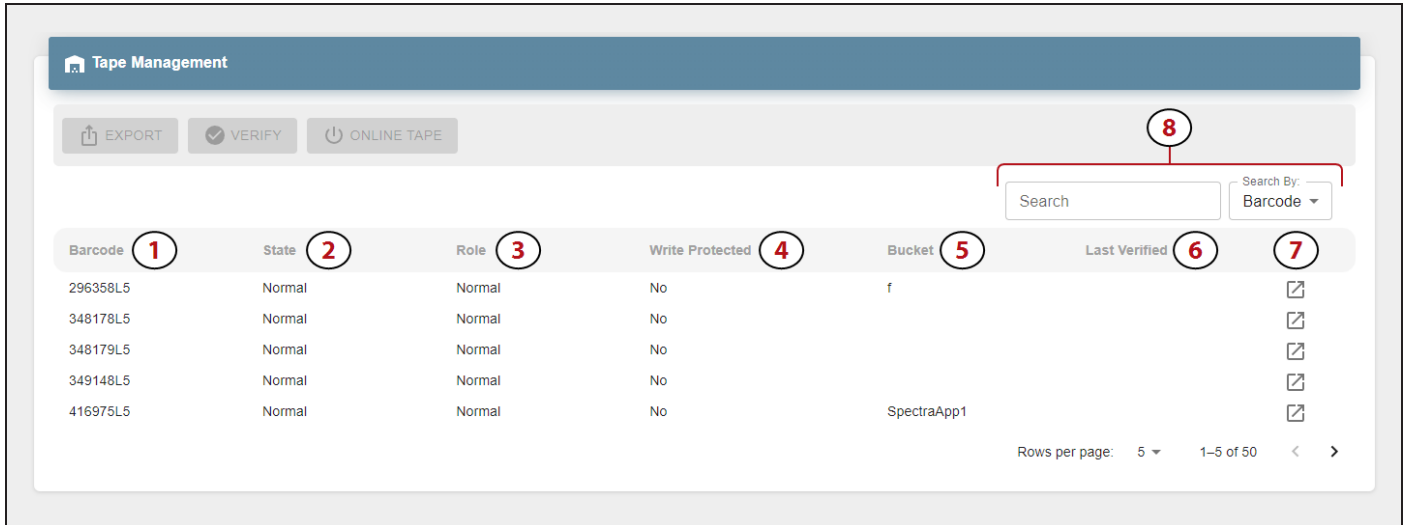 Tape Management
EXPORT VERIFY ONLINE TAPE
8
Search Search By: Barcode
Barcode 1 State 2 Role 3 Write Protected 4 Bucket 5 Last Verified 6 7
296358L5 Normal Normal No f
348178L5 Normal Normal No
348179L5 Normal Normal No
349148L5 Normal Normal No
416975L5 Normal Normal No SpectraApp1
Rows per page: 5 1–5 of 50